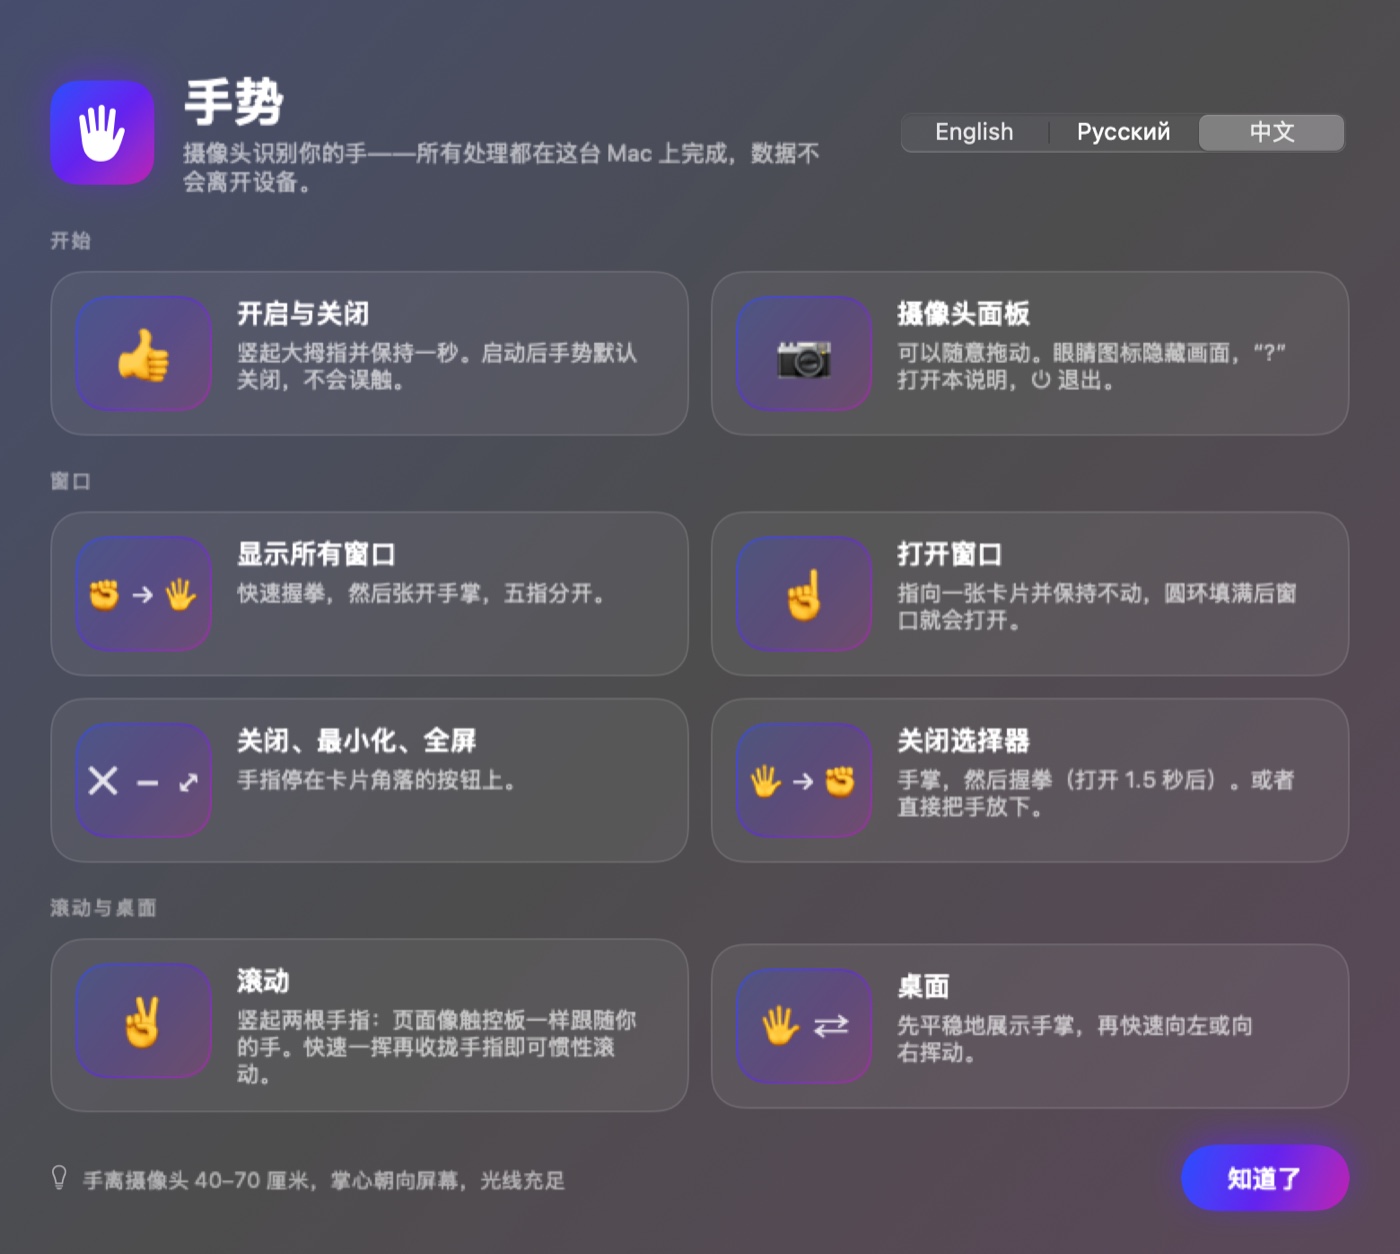 手势
摄像头识别你的手——所有处理都在这台 Mac 上完成，数据不
会离开设备。
English
Русский
中文
开始
开启与关闭
竖起大拇指并保持一秒。启动后手势默认
关闭，不会误触。
摄像头面板
可以随意拖动。眼睛图标隐藏画面，“?”
打开本说明，⏻ 退出。
窗口
显示所有窗口
快速握拳，然后张开手掌，五指分开。
打开窗口
指向一张卡片并保持不动，圆环填满后窗
口就会打开。
关闭、最小化、全屏
手指停在卡片角落的按钮上。
关闭选择器
手掌，然后握拳（打开 1.5 秒后）。或者
直接把手放下。
滚动与桌面
滚动
竖起两根手指：页面像触控板一样跟随你
的手。快速一挥再收拢手指即可惯性滚
动。
桌面
先平稳地展示手掌，再快速向左或向
右挥动。
手离摄像头 40–70 厘米，掌心朝向屏幕，光线充足
知道了